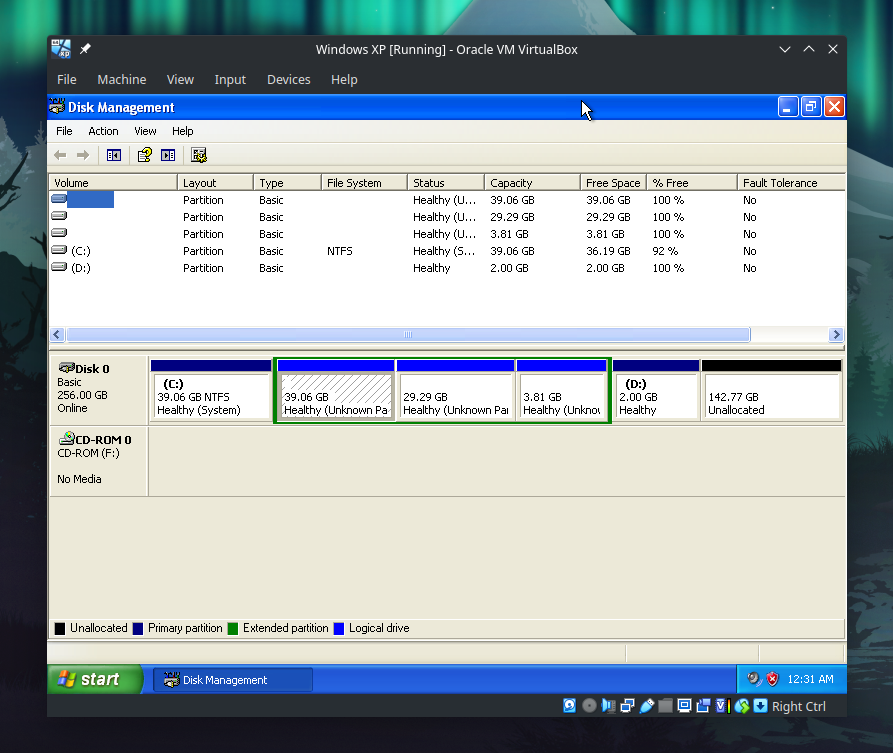 Windows XP [Running] - Oracle VM VirtualBox
File Machine View Input Devices Help
Disk Management
File Action View Help
Volume Layout Type File System Status Capacity Free Space % Free Fault Tolerance
Partition Basic Healthy (U... 39.06 GB 39.06 GB 100 % No
Partition Basic Healthy (U... 29.29 GB 29.29 GB 100 % No
Partition Basic Healthy (U... 3.81 GB 3.81 GB 100 % No
(C:) Partition Basic NTFS Healthy (S... 39.06 GB 36.19 GB 92 % No
(D:) Partition Basic Healthy 2.00 GB 2.00 GB 100 % No
Disk 0
Basic
256.00 GB
Online
(C:)
39.06 GB NTFS
Healthy (System)
39.06 GB
Healthy (Unknown Pa
29.29 GB
Healthy (Unknown Par
3.81 GB
Healthy (Unknow
(D:)
2.00 GB
Healthy
142.77 GB
Unallocated
CD-ROM 0
CD-ROM (F:)
No Media
Unallocated Primary partition Extended partition Logical drive
start Disk Management 12:31 AM
Right Ctrl